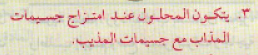 ٣. يتكون المحلول عند امتزاج جسيمات
المذاب مع جسيمات المذيب.